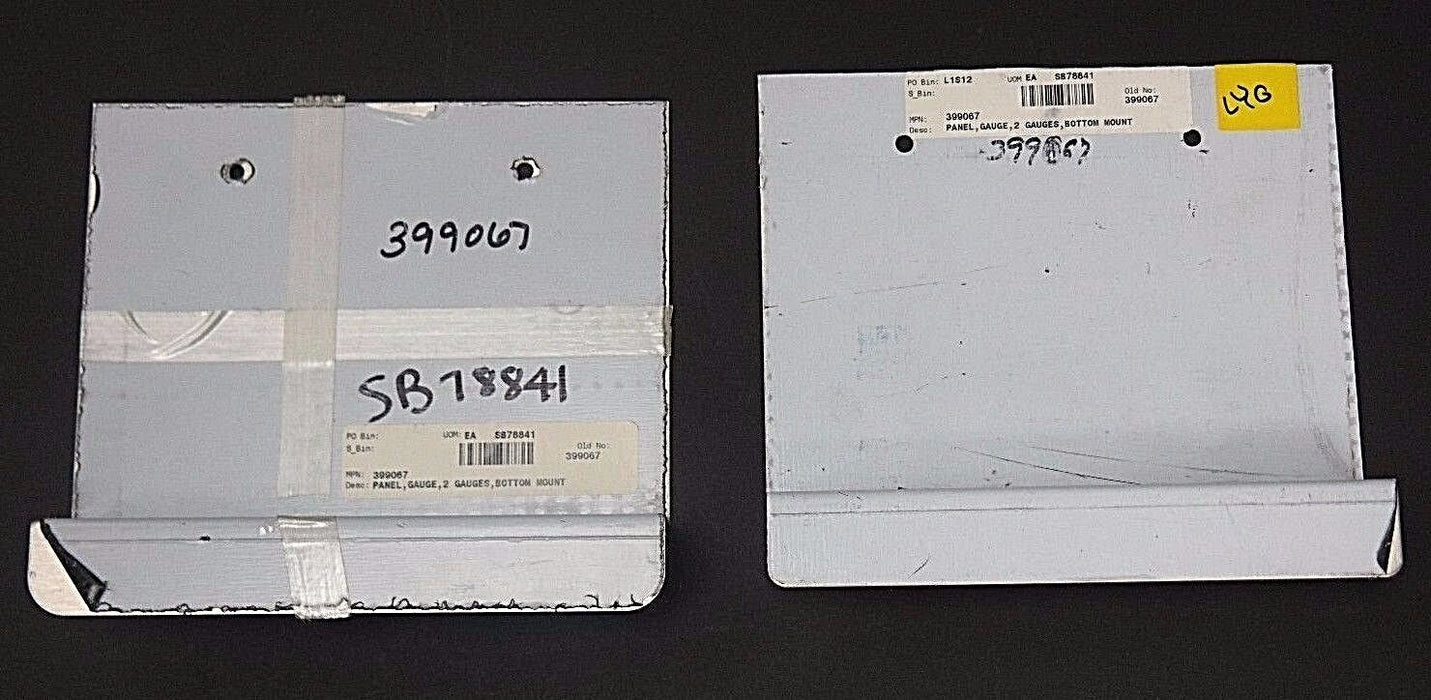 399067
SB78841
PO Bin: UOM: EA SB78841
S_Bin: Old No:
399067
MPN: 399067
Desc: PANEL,GAUGE,2 GAUGES,BOTTOM MOUNT
PO Bin: L1S12 UOM EA SB78841
S_Bin: Old No:
399067
MPN: 399067
Desc: PANEL,GAUGE,2 GAUGES,BOTTOM MOUNT
399067